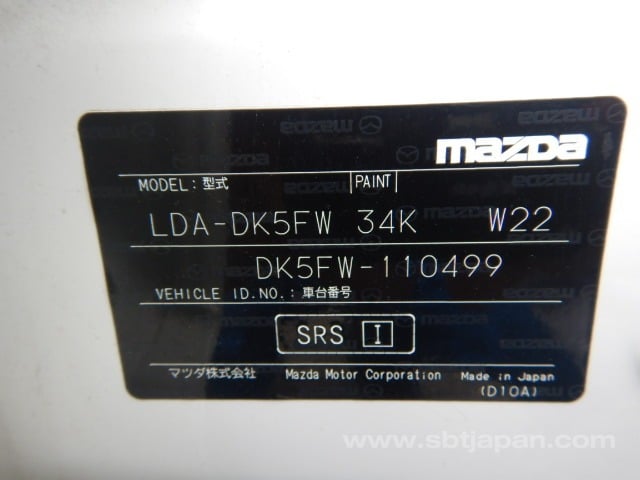 mazda
MODEL: 型式 PAINT
LDA-DK5FW 34K W22
DK5FW-110499
VEHICLE ID.NO.: 車台番号
SRS I
マツダ株式会社 Mazda Motor Corporation Made in Japan
(D10A)
www.sbtjapan.com